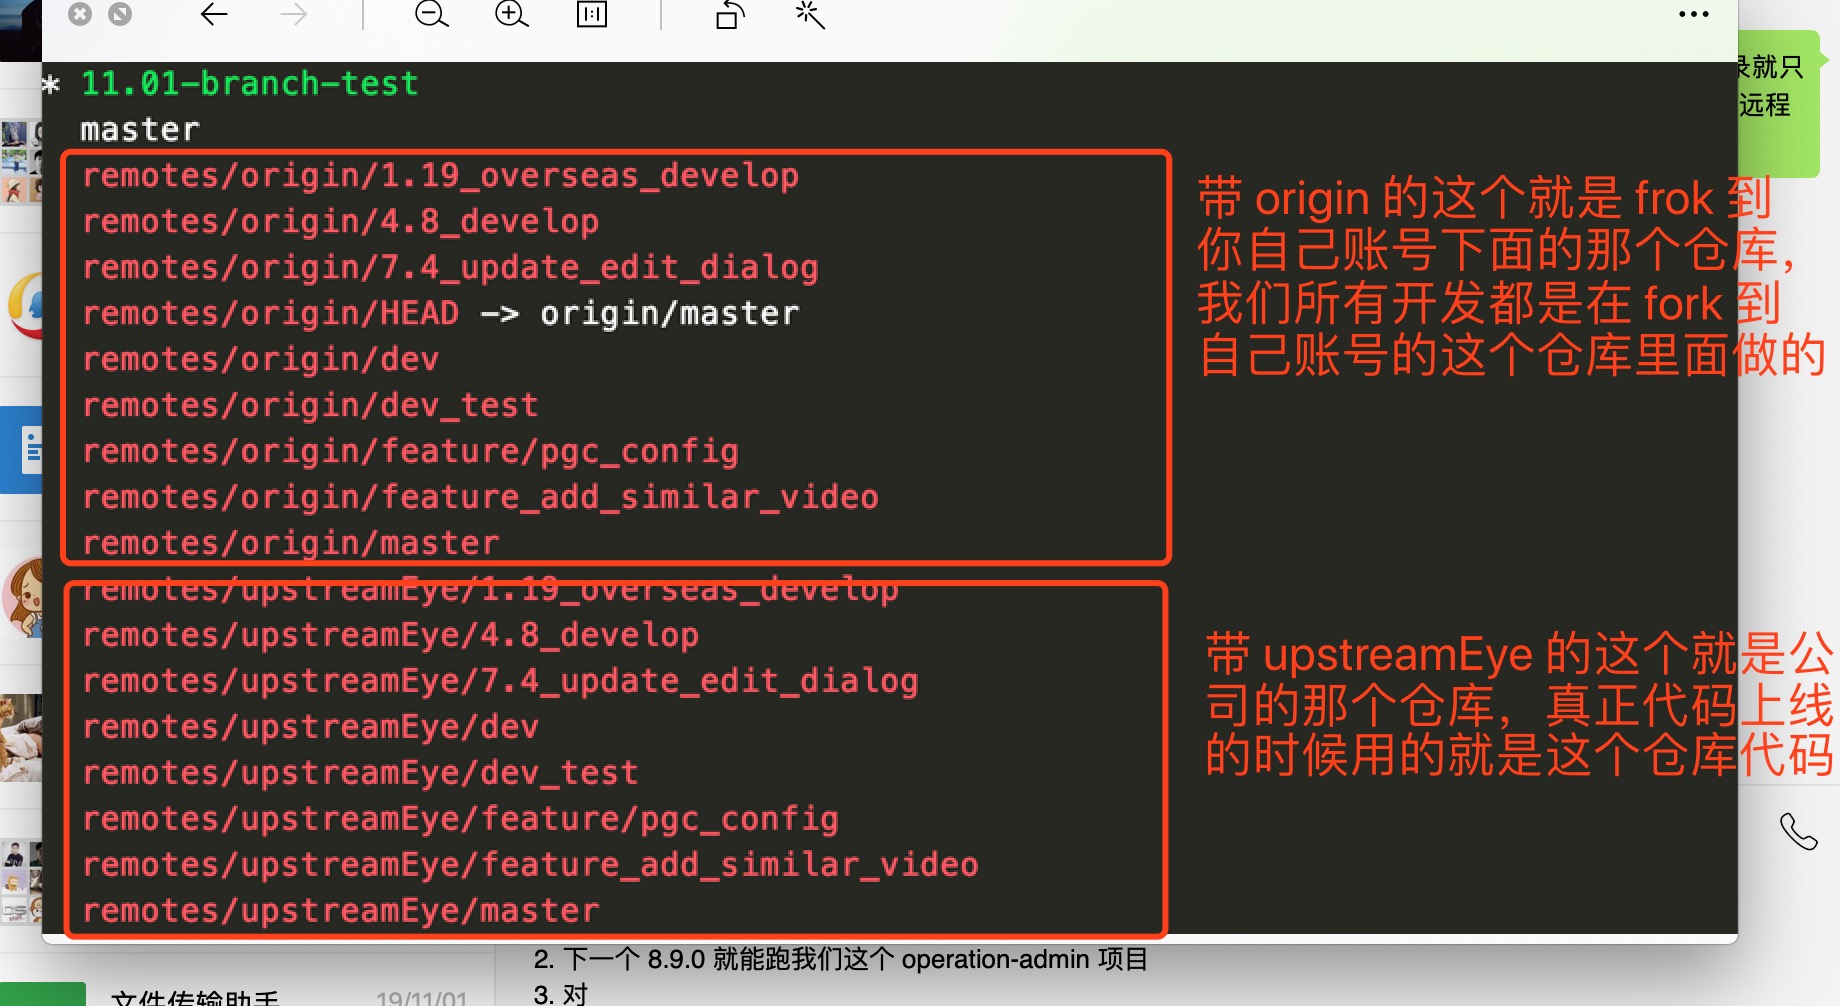 * 11.01-branch-test
master
remotes/origin/1.19_overseas_develop
remotes/origin/4.8_develop
remotes/origin/7.4_update_edit_dialog
remotes/origin/HEAD -> origin/master
remotes/origin/dev
remotes/origin/dev_test
remotes/origin/feature/pgc_config
remotes/origin/feature_add_similar_video
remotes/origin/master
remotes/upstreamEye/1.19_overseas_develop
remotes/upstreamEye/4.8_develop
remotes/upstreamEye/7.4_update_edit_dialog
remotes/upstreamEye/dev
remotes/upstreamEye/dev_test
remotes/upstreamEye/feature/pgc_config
remotes/upstreamEye/feature_add_similar_video
remotes/upstreamEye/master
带 origin 的这个就是 frok 到
你自己账号下面的那个仓库，
我们所有开发都是在 fork 到
自己账号的这个仓库里面做的
带 upstreamEye 的这个就是公
司的那个仓库，真正代码上线
的时候用的就是这个仓库代码
录就只
远程
2. 下一个 8.9.0 就能跑我们这个 operation-admin 项目
3. 对
文件传输助手
19/11/01